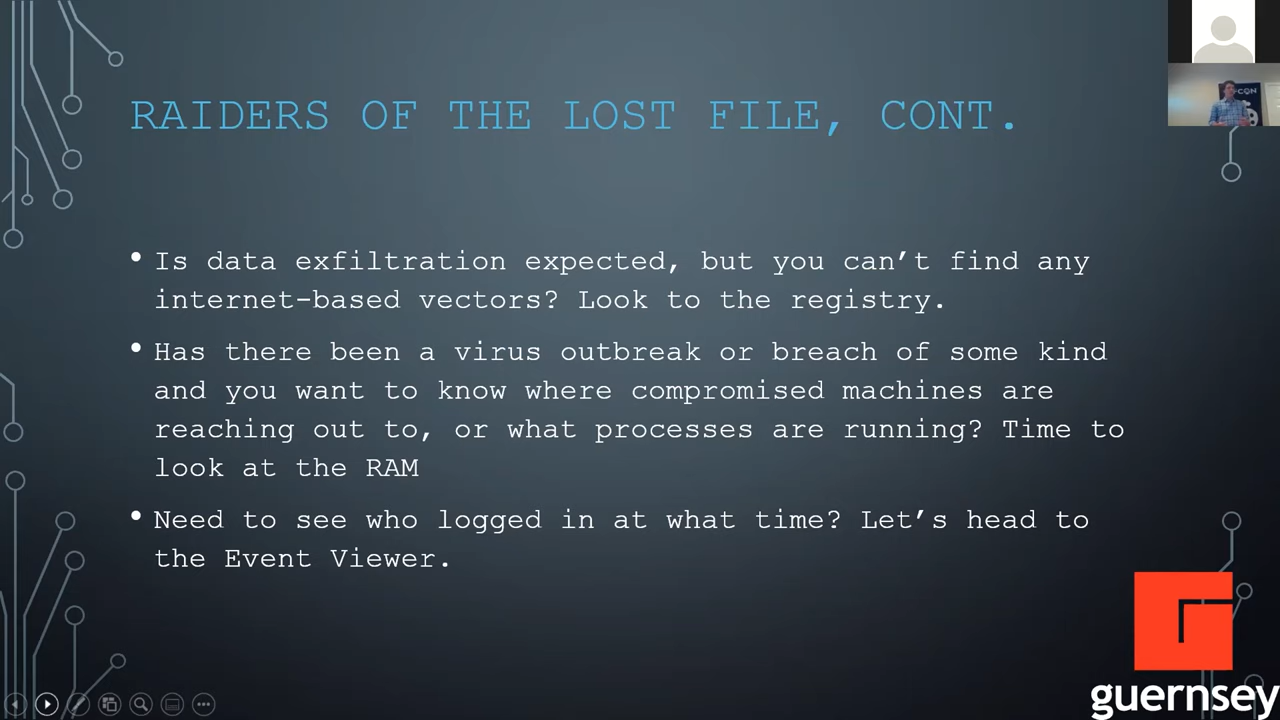 RAIDERS OF THE LOST FILE, CONT.
• Is data exfiltration expected, but you can’t find any
internet-based vectors? Look to the registry.
• Has there been a virus outbreak or breach of some kind
and you want to know where compromised machines are
reaching out to, or what processes are running? Time to
look at the RAM
• Need to see who logged in at what time? Let’s head to
the Event Viewer.
guernsey